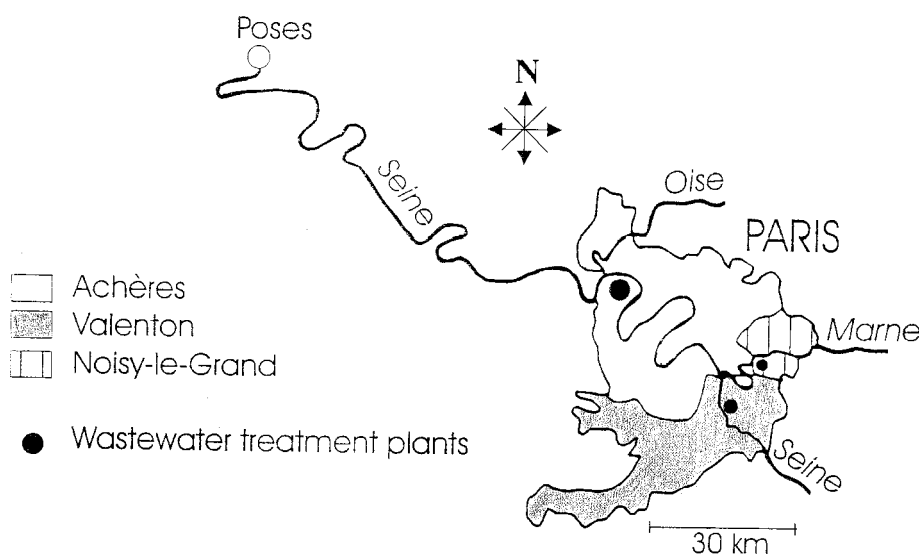 Poses
N
Oise
Seine
PARIS
Achères
Valenton
Marne
Noisy-le-Grand
Wastewater treatment plants
Seine
30 km